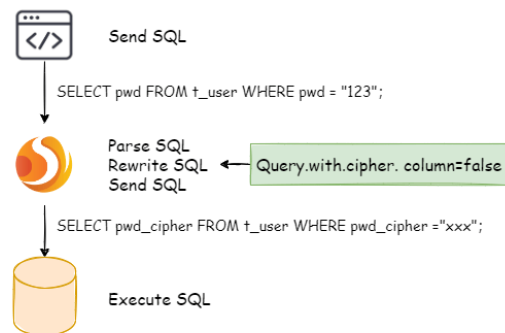 </>
Send SQL
SELECT pwd FROM t_user WHERE pwd = "123";
Parse SQL
Rewrite SQL
Send SQL
Query.with.cipher. column=false
SELECT pwd_cipher FROM t_user WHERE pwd_cipher ="xxx";
Execute SQL